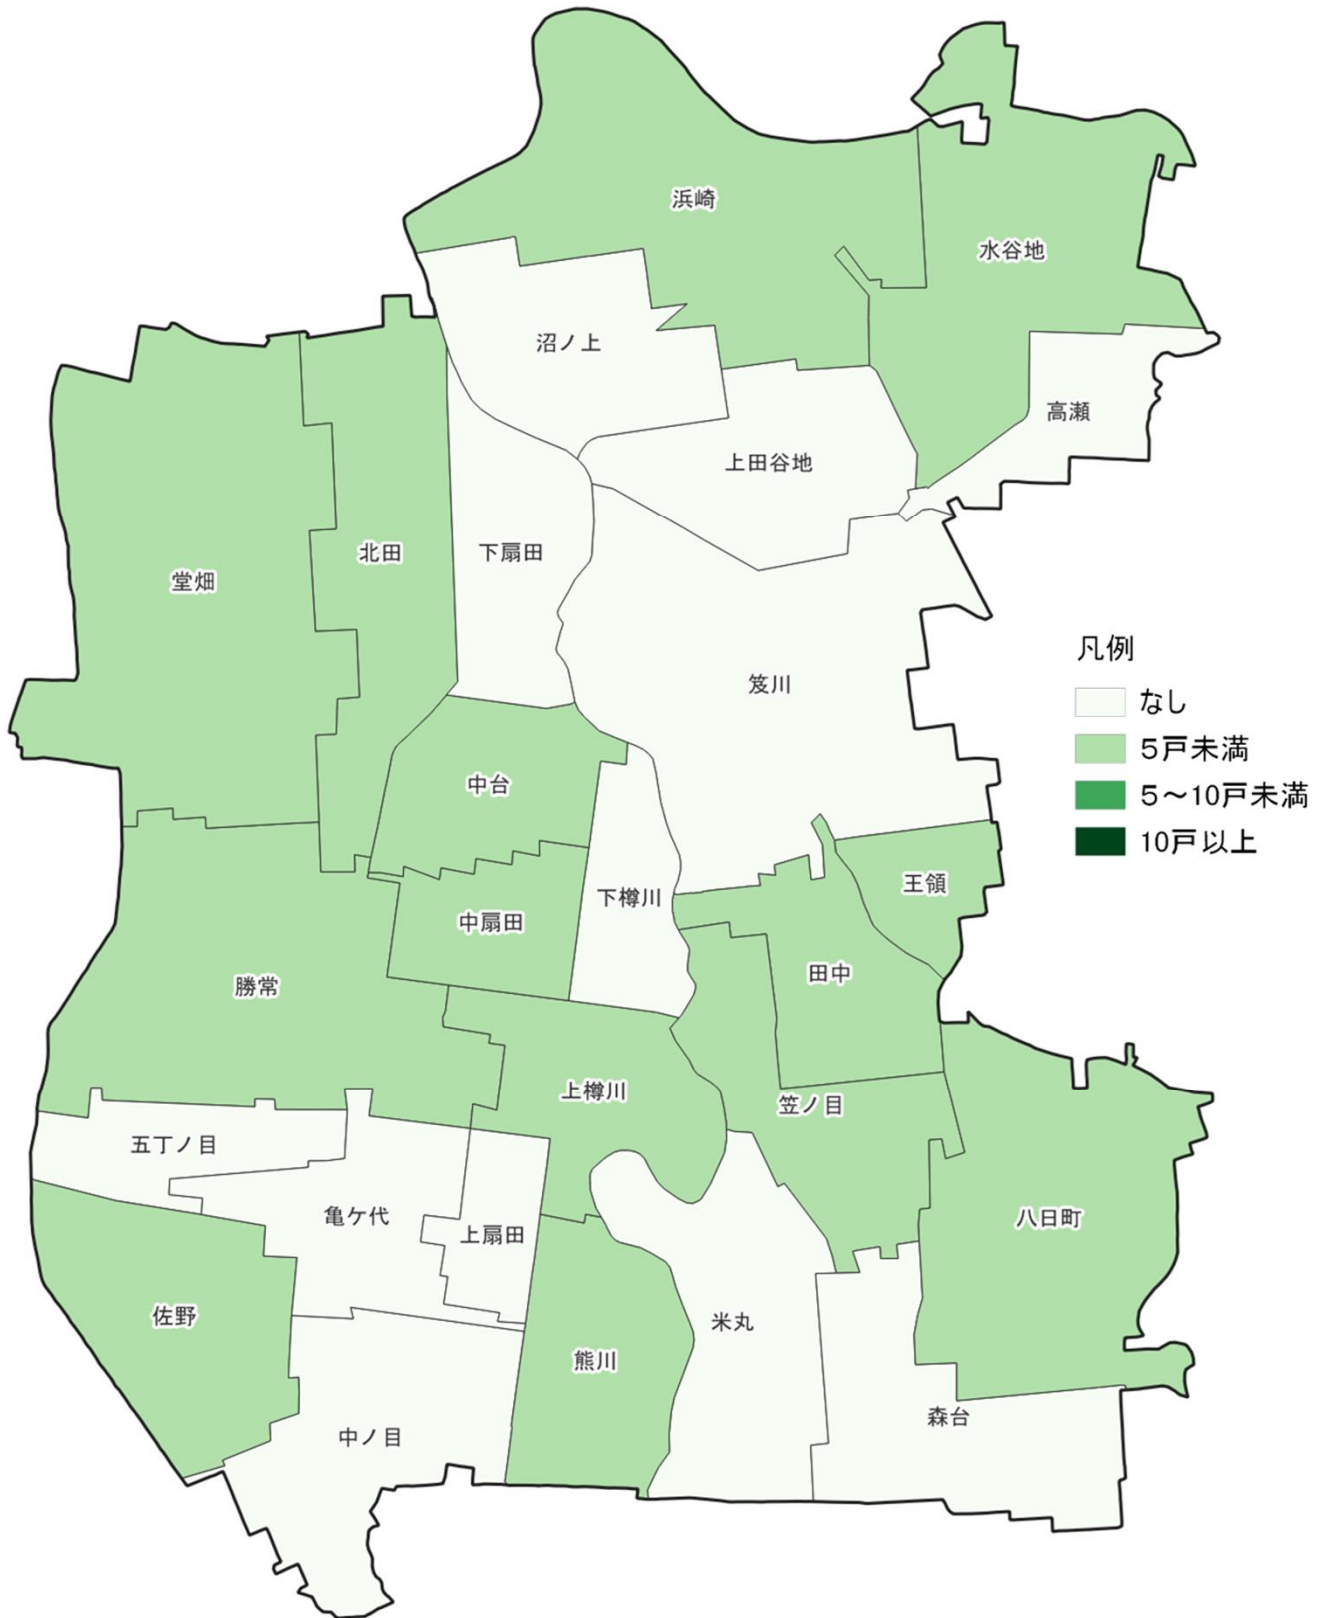 浜崎
水谷地
沼ノ上
高瀬
上田谷地
北田
下扇田
堂畑
笈川
凡例
なし
5戸未満
5～10戸未満
10戸以上
中台
王領
下樽川
中扇田
田中
勝常
上樽川
笠ノ目
五丁ノ目
亀ケ代
上扇田
八日町
佐野
米丸
熊川
森台
中ノ目